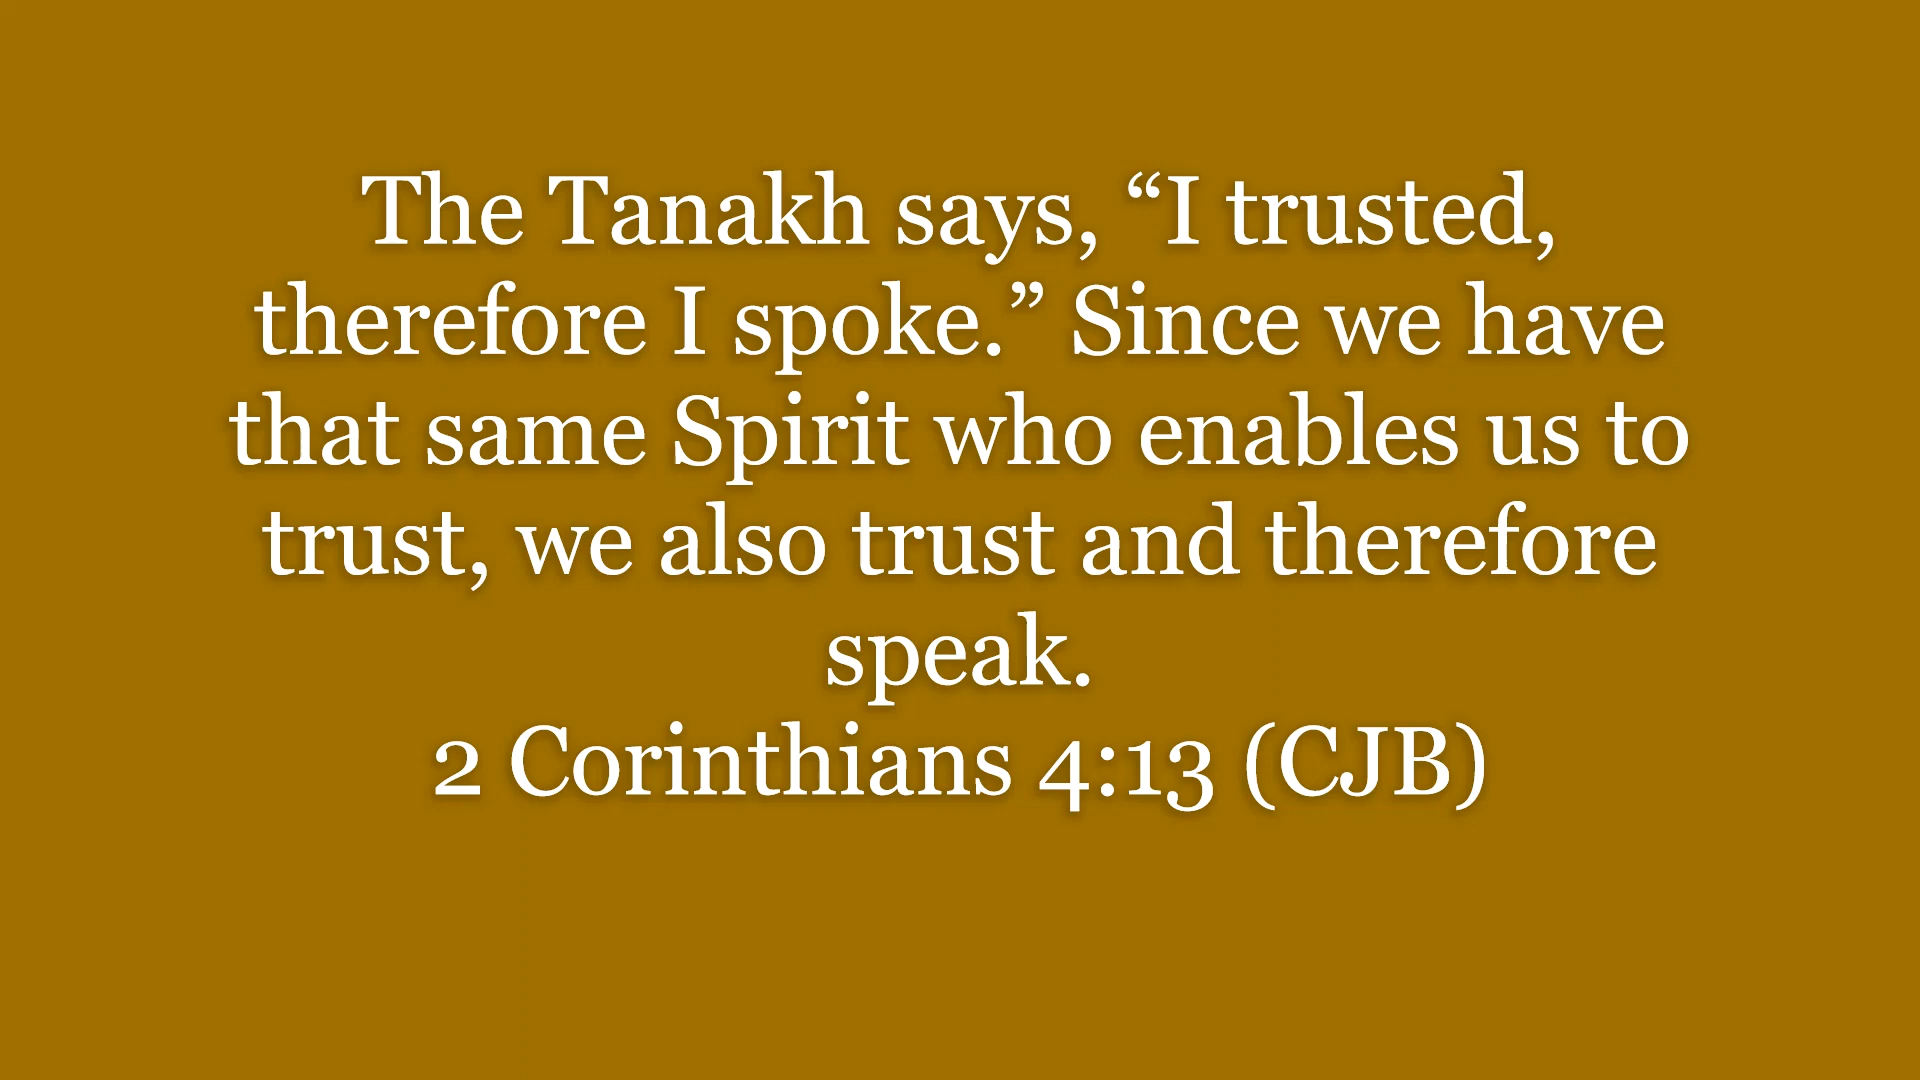 The Tanakh says, “I trusted,
therefore I spoke.” Since we have
that same Spirit who enables us to
trust, we also trust and therefore
speak.
2 Corinthians 4:13 (CJB)